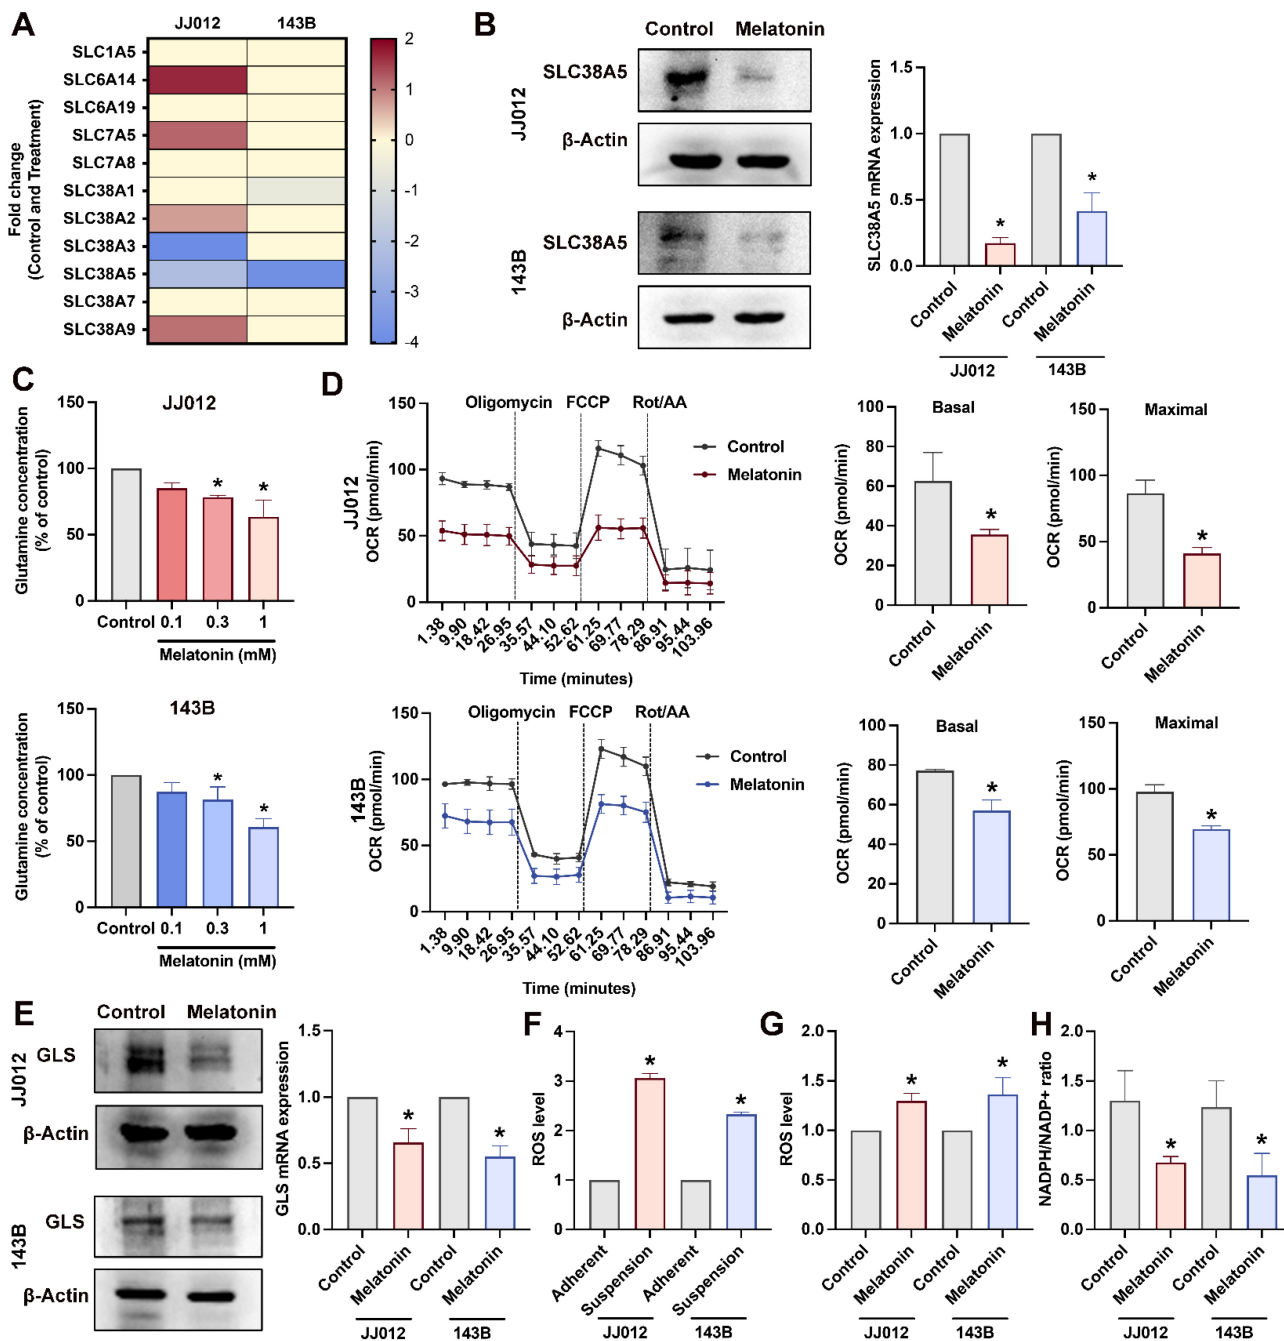 A
JJ012 143B
Fold change
(Control and Treatment)
SLC1A5
SLC6A14
SLC6A19
SLC7A5
SLC7A8
SLC38A1
SLC38A2
SLC38A3
SLC38A5
SLC38A7
SLC38A9
2
1
0
-1
-2
-3
-4
B
Control Melatonin
JJ012
SLC38A5
β-Actin
143B
SLC38A5
β-Actin
SLC38A5 mRNA expression
1.5
1.0
0.5
0.0
* *
Control Melatonin Control Melatonin
JJ012 143B
C
JJ012
Glutamine concentration
(% of control)
150
100
50
0
* *
Control 0.1 0.3 1
Melatonin (mM)
143B
Glutamine concentration
(% of control)
150
100
50
0
* *
Control 0.1 0.3 1
Melatonin (mM)
D
JJ012
OCR (pmol/min)
150
100
50
0
Oligomycin FCCP Rot/AA
Control
Melatonin
1.38 9.90 18.42 26.95 35.57 44.10 52.62 61.25 69.77 78.29 86.91 95.44 103.96
Time (minutes)
Basal
OCR (pmol/min)
100
80
60
40
20
0
*
Control Melatonin
Maximal
OCR (pmol/min)
150
100
50
0
*
Control Melatonin
143B
OCR (pmol/min)
150
100
50
0
Oligomycin FCCP Rot/AA
Control
Melatonin
1.38 9.90 18.42 26.95 35.57 44.10 52.62 61.25 69.77 78.29 86.91 95.44 103.96
Time (minutes)
Basal
OCR (pmol/min)
100
80
60
40
20
0
*
Control Melatonin
Maximal
OCR (pmol/min)
150
100
50
0
*
Control Melatonin
E
Control Melatonin
JJ012
GLS
β-Actin
143B
GLS
β-Actin
GLS mRNA expression
1.5
1.0
0.5
0.0
* *
Control Melatonin Control Melatonin
JJ012 143B
F
ROS level
4
3
2
1
0
* *
Adherent Suspension Adherent Suspension
JJ012 143B
G
ROS level
2.0
1.5
1.0
0.5
0.0
* *
Control Melatonin Control Melatonin
JJ012 143B
H
NADPH/NADP+ ratio
2.0
1.5
1.0
0.5
0.0
* *
Control Melatonin Control Melatonin
JJ012 143B